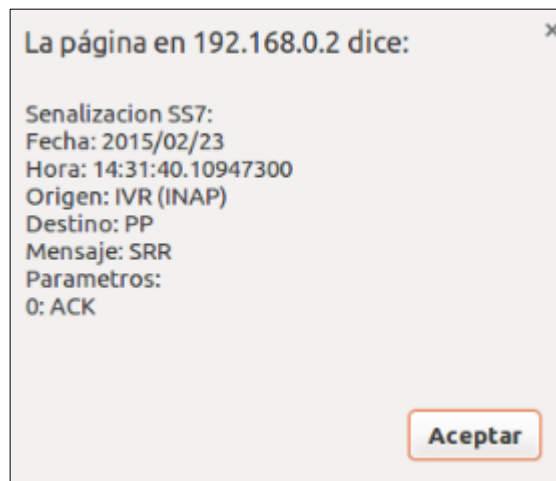 La página en 192.168.0.2 dice:
Senalizacion SS7:
Fecha: 2015/02/23
Hora: 14:31:40.10947300
Origen: IVR (INAP)
Destino: PP
Mensaje: SRR
Parametros:
0: ACK
Aceptar